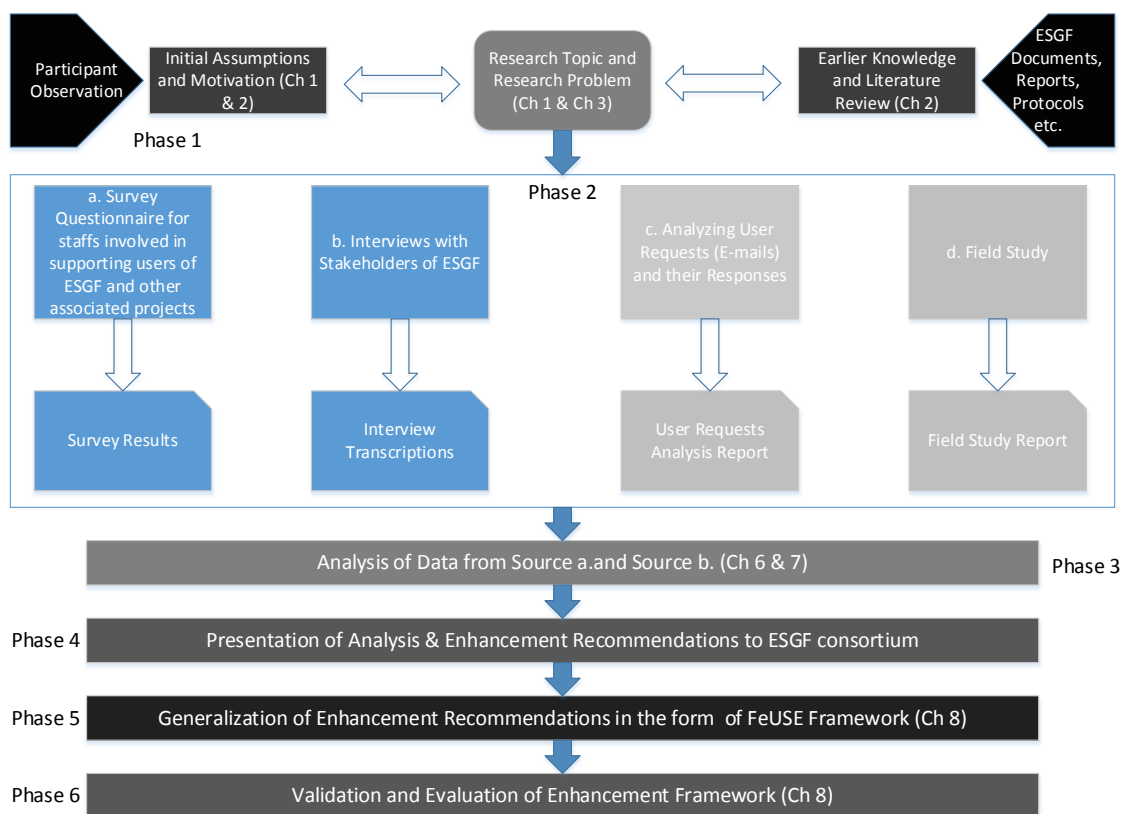 Participant
Observation
Initial Assumptions
and Motivation (Ch 1
& 2)
Research Topic and
Research Problem
(Ch 1 & Ch 3)
Earlier Knowledge
and Literature
Review (Ch 2)
ESGF
Documents,
Reports,
Protocols
etc.
Phase 1
Phase 2
a. Survey
Questionnaire for
staffs involved in
supporting users of
ESGF and other
associated projects
b. Interviews with
Stakeholders of ESGF
c. Analyzing User
Requests (E-mails)
and their Responses
d. Field Study
Survey Results
Interview
Transcriptions
User Requests
Analysis Report
Field Study Report
Analysis of Data from Source a.and Source b. (Ch 6 & 7)
Phase 3
Phase 4
Presentation of Analysis & Enhancement Recommendations to ESGF consortium
Phase 5
Generalization of Enhancement Recommendations in the form of FeUSE Framework (Ch 8)
Phase 6
Validation and Evaluation of Enhancement Framework (Ch 8)